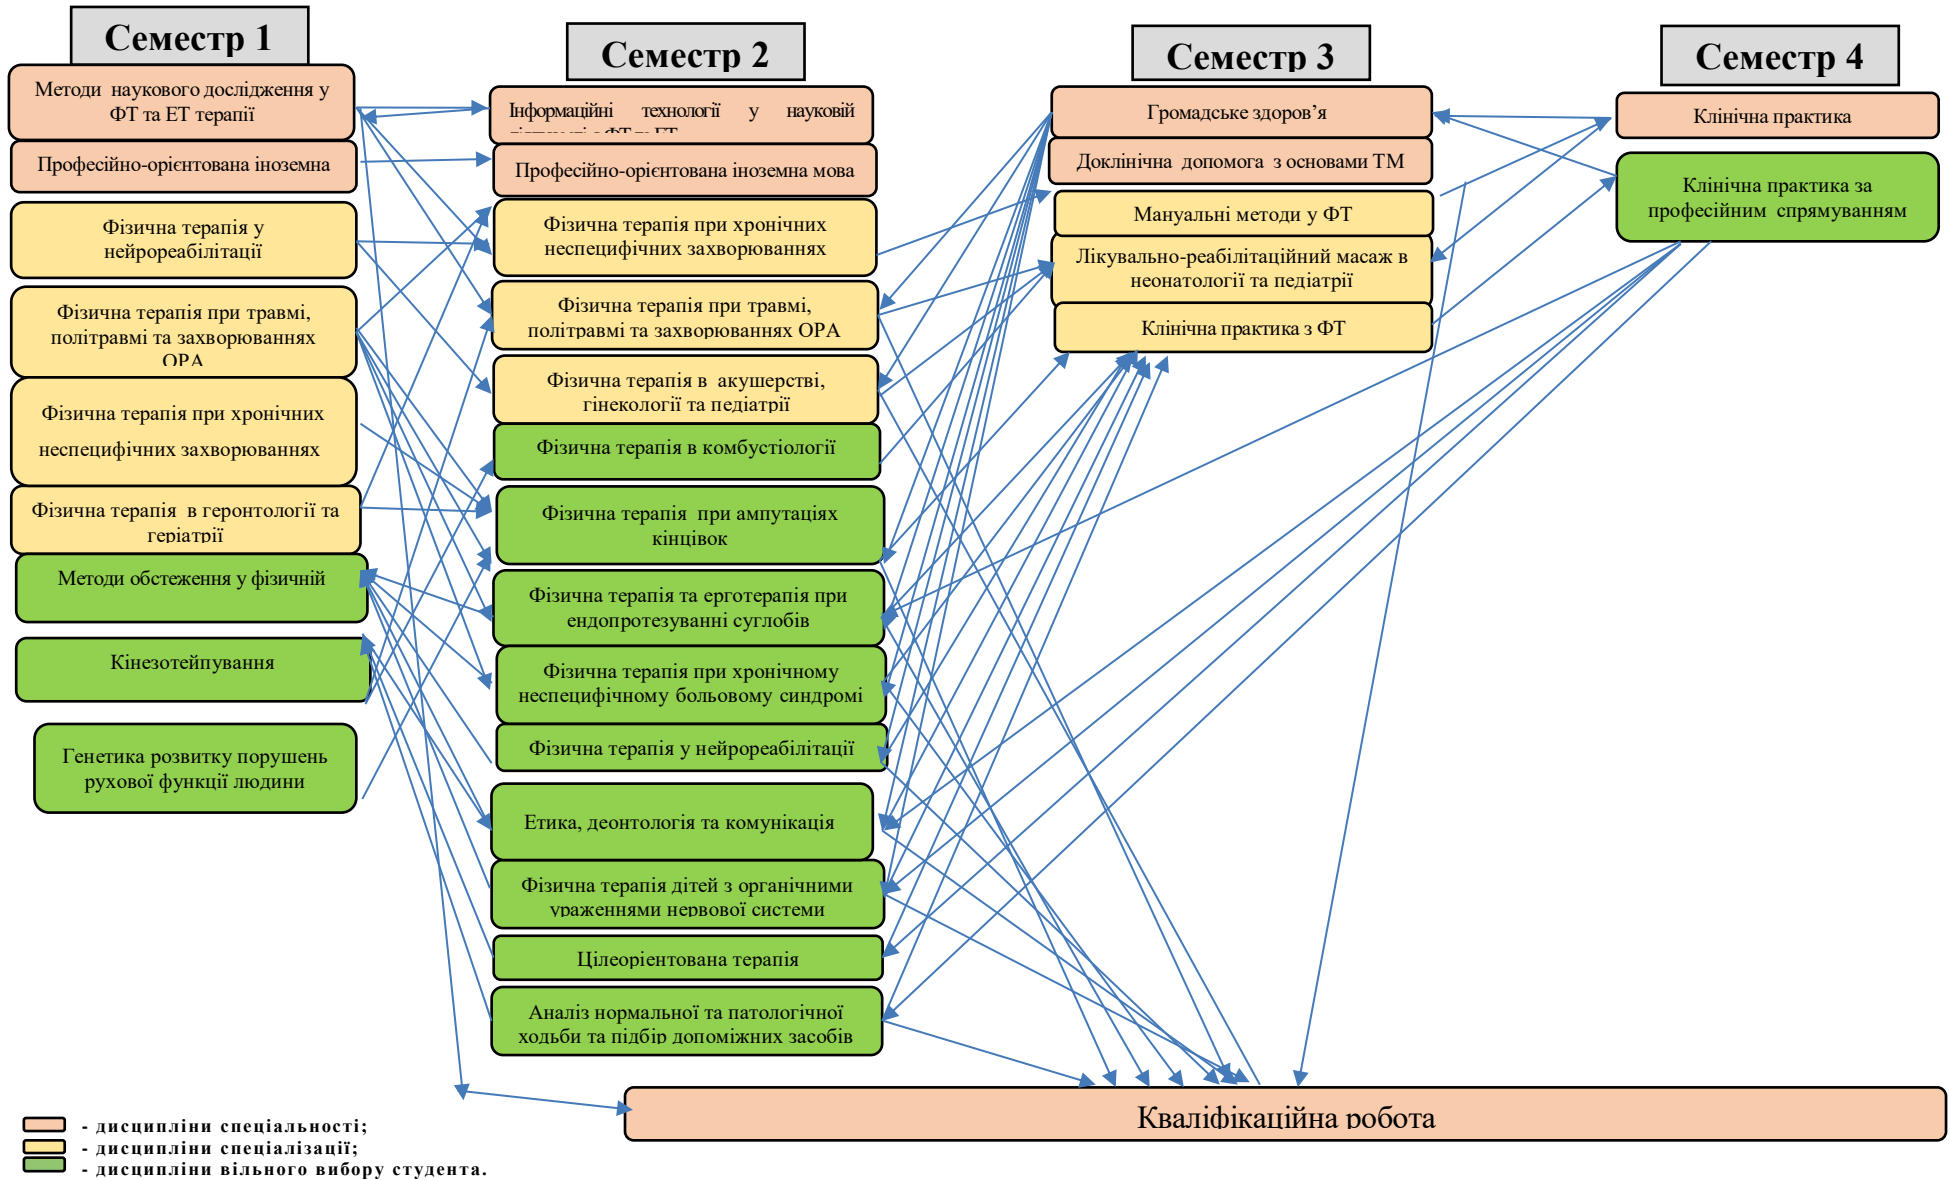 Семестр 1
Методи наукового дослідження у
ФТ та ЕТ терапії
Професійно-орієнтована іноземна
Фізична терапія у
нейрореабілітації
Фізична терапія при травмі,
політравмі та захворюваннях
ОРА
Фізична терапія при хронічних
неспецифічних захворюваннях
Фізична терапія в геронтології та
геріатрії
Методи обстеження у фізичній
Кінезотейпування
Генетика розвитку порушень
рухової функції людини
Семестр 2
Інформаційні технології у науковій
ФТ та ЕТ
Професійно-орієнтована іноземна мова
Фізична терапія при хронічних
неспецифічних захворюваннях
Фізична терапія при травмі,
політравмі та захворюваннях ОРА
Фізична терапія в акушерстві,
гінекології та педіатрії
Фізична терапія в комбустіології
Фізична терапія при ампутаціях
кінцівок
Фізична терапія та ерготерапія при
ендопротезуванні суглобів
Фізична терапія при хронічному
неспецифічному больовому синдромі
Фізична терапія у нейрореабілітації
Етика, деонтологія та комунікація
Фізична терапія дітей з органічними
ураженнями нервової системи
Цілеорієнтована терапія
Аналіз нормальної та патологічної
ходьби та підбір допоміжних засобів
Семестр 3
Громадське здоров’я
Доклінічна допомога з основами ТМ
Мануальні методи у ФТ
Лікувально-реабілітаційний масаж в
неонатології та педіатрії
Клінічна практика з ФТ
Семестр 4
Клінічна практика
Клінічна практика за
професійним спрямуванням
Кваліфікаційна робота
- дисципліни спеціальності;
- дисципліни спеціалізації;
- дисципліни вільного вибору студента.